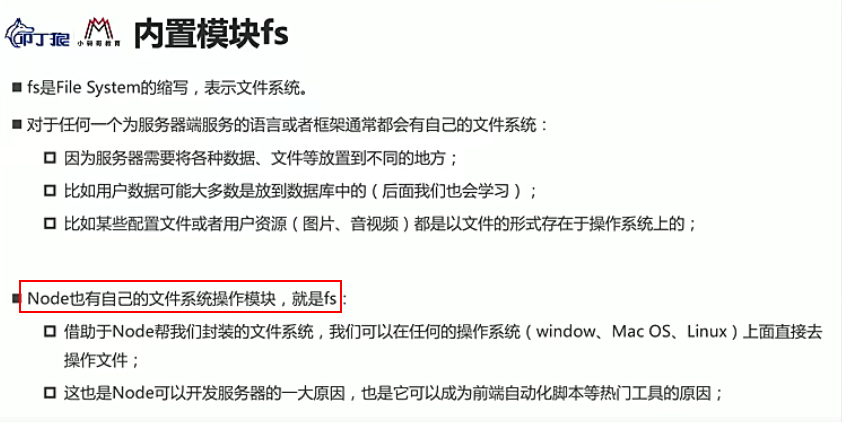 叩丁狼
小码哥教育
内置模块fs
fs是File System的缩写，表示文件系统。
对于任何一个为服务器端服务的语言或者框架通常都会有自己的文件系统：
因为服务器需要将各种数据、文件等放置到不同的地方；
比如用户数据可能大多数是放到数据库中的（后面我们也会学习）；
比如某些配置文件或者用户资源（图片、音视频）都是以文件的形式存在于操作系统上的；
Node也有自己的文件系统操作模块，就是fs：
借助于Node帮我们封装的文件系统，我们可以在任何的操作系统（window、Mac OS、Linux）上面直接去
操作文件；
这也是Node可以开发服务器的一大原因，也是它可以成为前端自动化脚本等热门工具的原因；